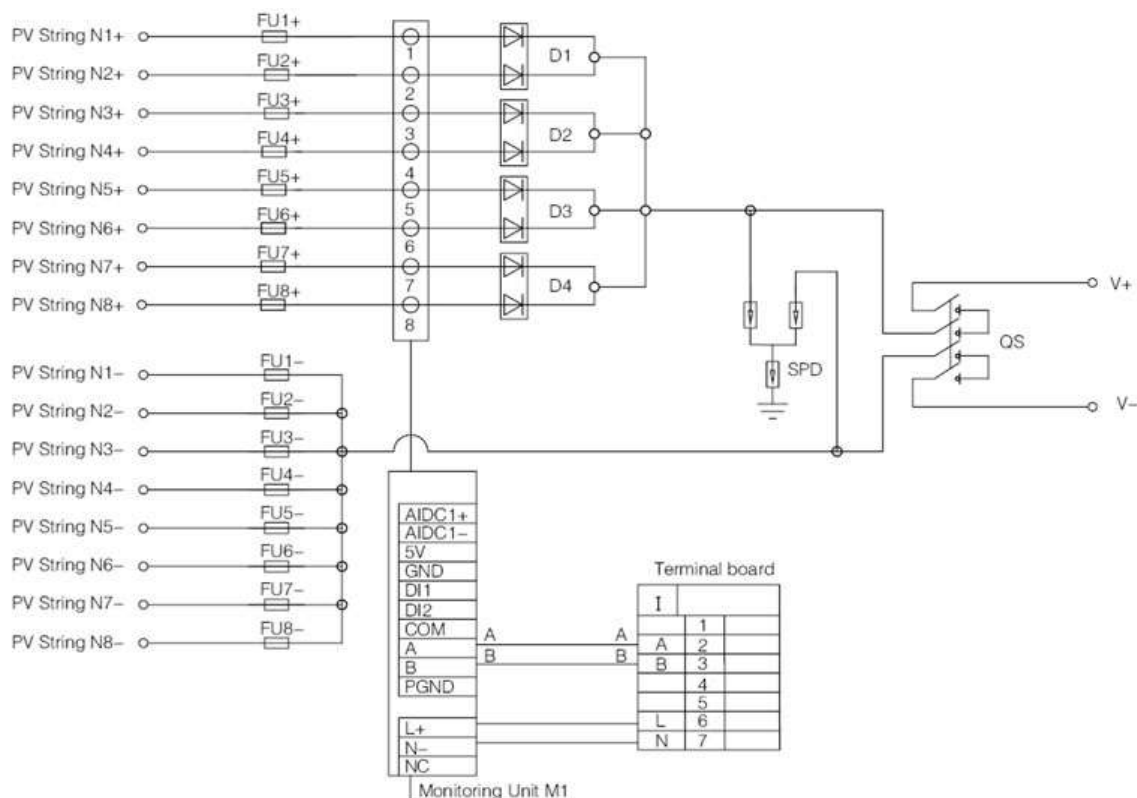 PV String N1+ FU1+
1 D1
PV String N2+ FU2+
2
PV String N3+ FU3+
3 D2
PV String N4+ FU4+
4
PV String N5+ FU5+
5 D3
PV String N6+ FU6+
6
PV String N7+ FU7+
7 D4
PV String N8+ FU8+
8
V+
QS
SPD
V−
PV String N1− FU1−
PV String N2− FU2−
PV String N3− FU3−
PV String N4− FU4−
PV String N5− FU5−
PV String N6− FU6−
PV String N7− FU7−
PV String N8− FU8−
AIDC1+
AIDC1−
5V
GND
DI1
DI2
COM
A
B
PGND
L+
N−
NC
Monitoring Unit M1
A A
B B
Terminal board
I
1
A 2
B 3
4
5
L 6
N 7